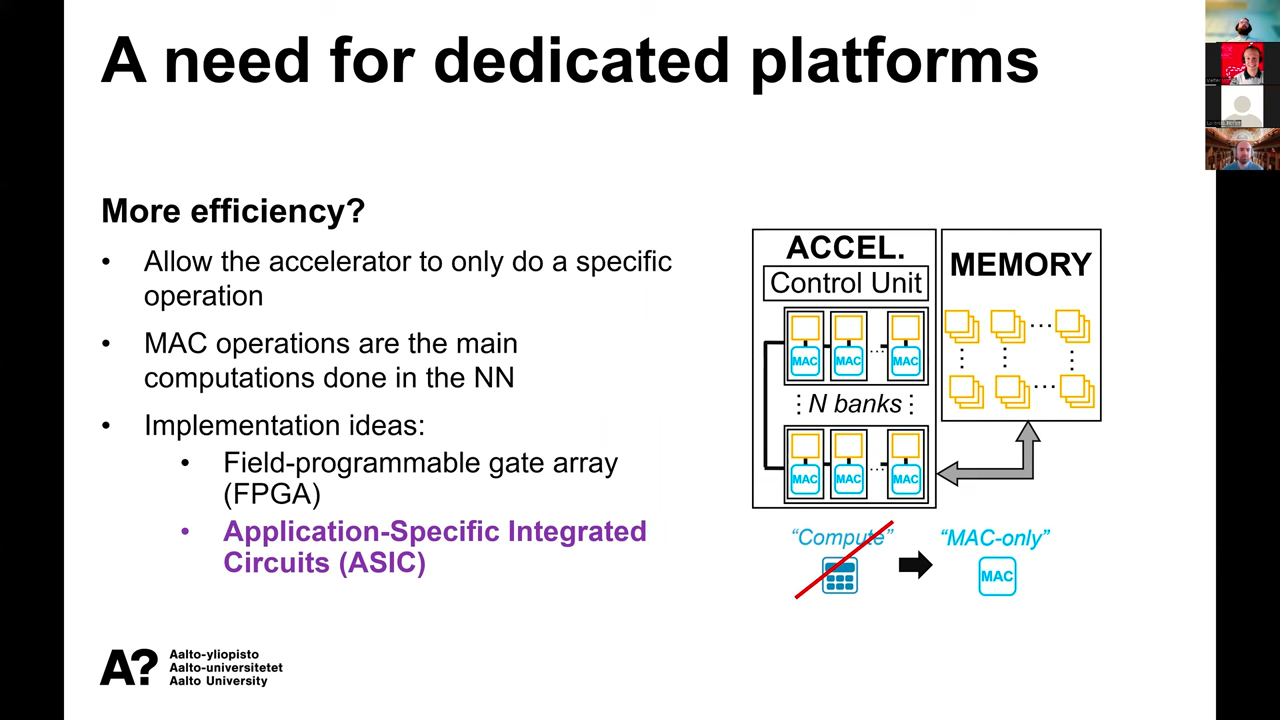 A need for dedicated platforms
More efficiency?
• Allow the accelerator to only do a specific
operation
• MAC operations are the main
computations done in the NN
• Implementation ideas:
• Field-programmable gate array
(FPGA)
• Application-Specific Integrated
Circuits (ASIC)
ACCEL.
Control Unit
MAC MAC ... MAC
N banks
MAC MAC ... MAC
MEMORY
...
...
"Compute"
"MAC-only"
MAC
A?
Aalto-yliopisto
Aalto-universitetet
Aalto University